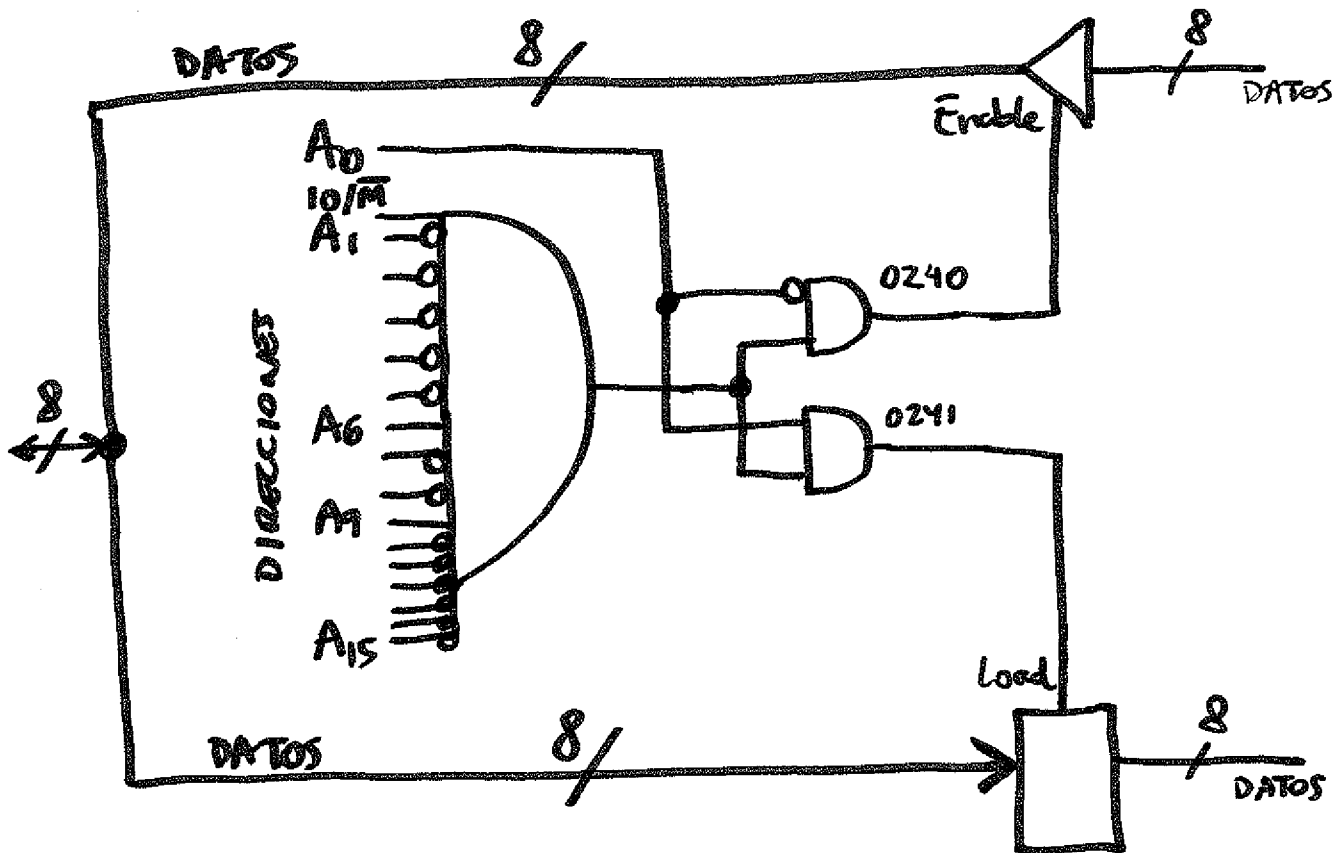 DATOS
8
8
DATOS
Enable
A0
10/M̅
A1
0240
DIRECCIONES
8
A6
0241
A9
A15
Load
DATOS
8
8
DATOS